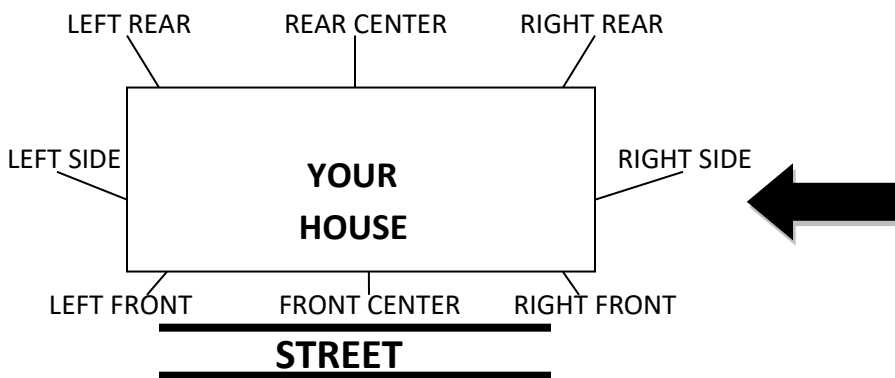 LEFT REAR REAR CENTER RIGHT REAR
LEFT SIDE RIGHT SIDE
YOUR
HOUSE
LEFT FRONT FRONT CENTER RIGHT FRONT
STREET